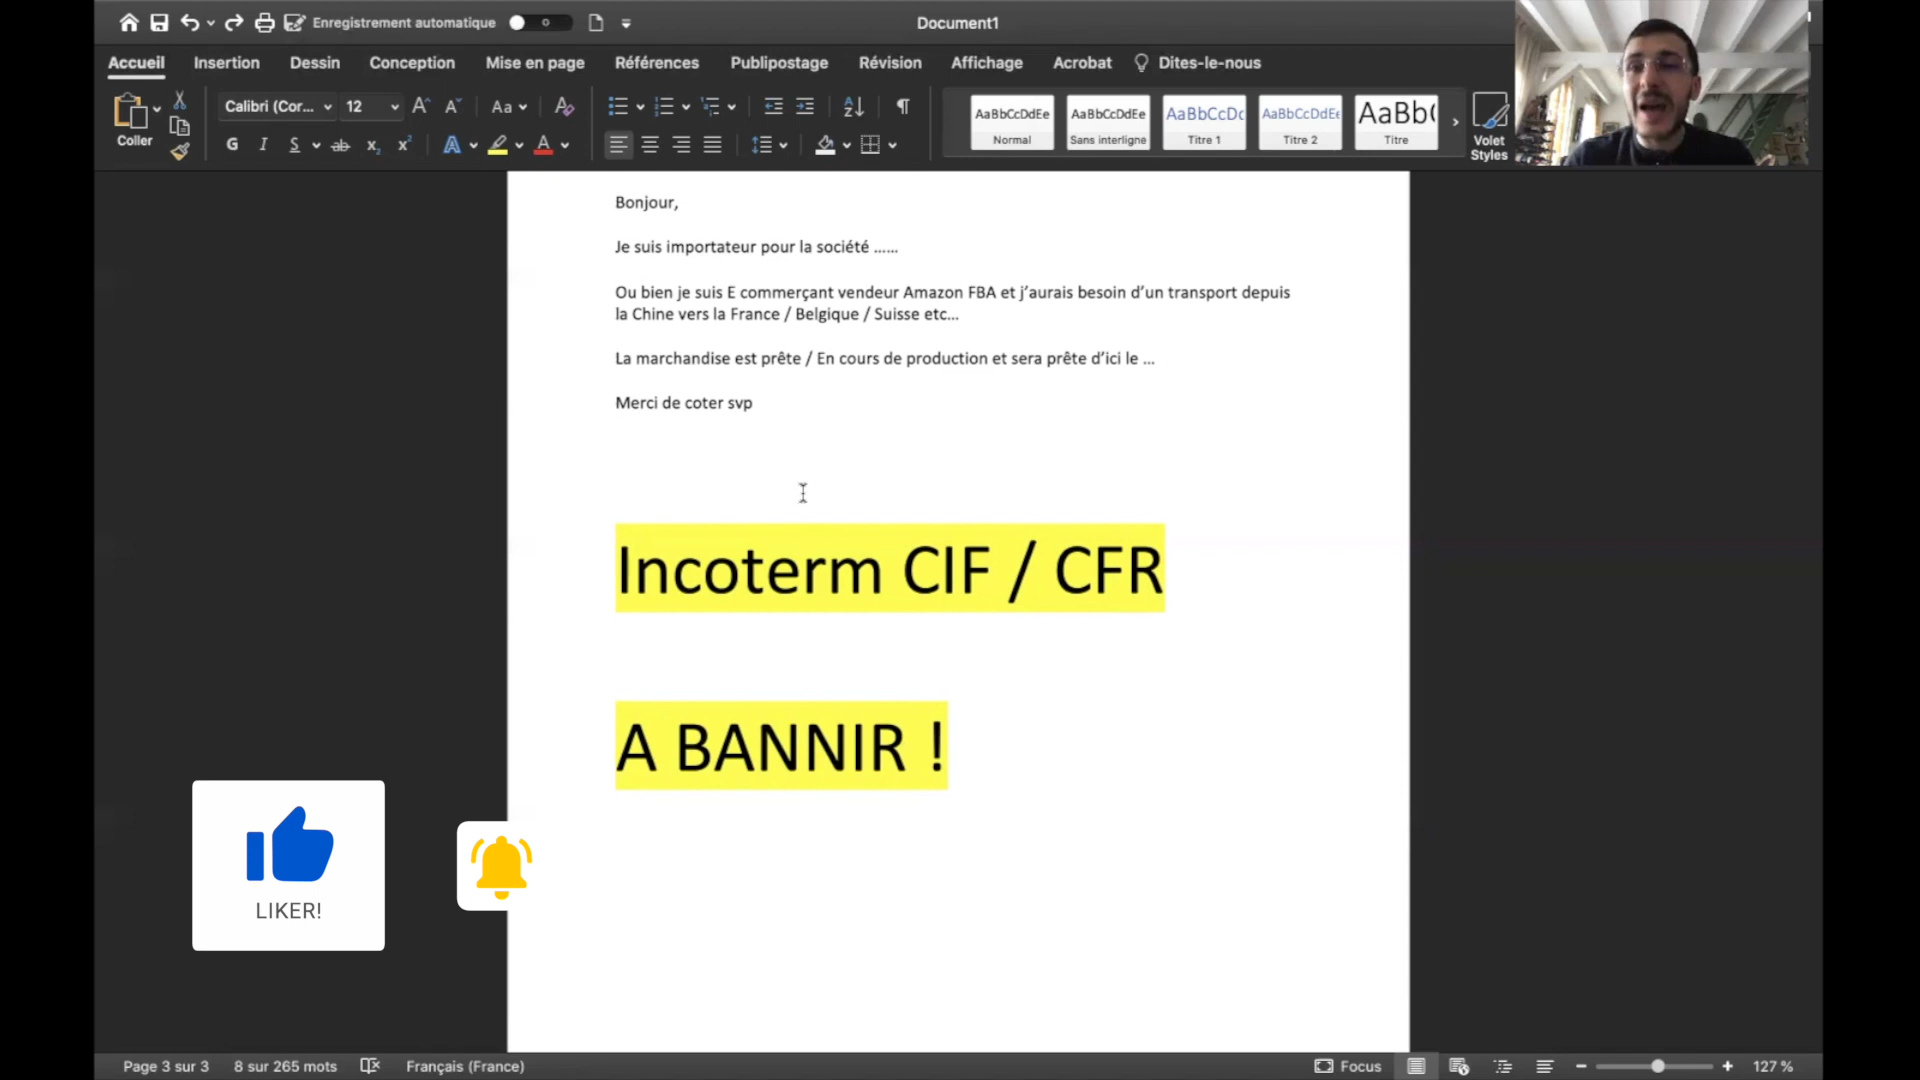 Enregistrement automatique
Document1
Accueil Insertion Dessin Conception Mise en page Références Publipostage Révision Affichage Acrobat Dites-le-nous
Coller
Calibri (Cor... 12
Aa
G I S ab x₂ x² A A
AaBbCcDdEe AaBbCcDdEe AaBbCcDc AaBbCcDdEe AaBb(
Normal Sans interligne Titre 1 Titre 2 Titre
Volet
Styles
Bonjour,
Je suis importateur pour la société ......
Ou bien je suis E commerçant vendeur Amazon FBA et j’aurais besoin d’un transport depuis
la Chine vers la France / Belgique / Suisse etc...
La marchandise est prête / En cours de production et sera prête d’ici le ...
Merci de coter svp
Incoterm CIF / CFR
A BANNIR !
LIKER!
Page 3 sur 3 8 sur 265 mots Français (France) Focus 127 %